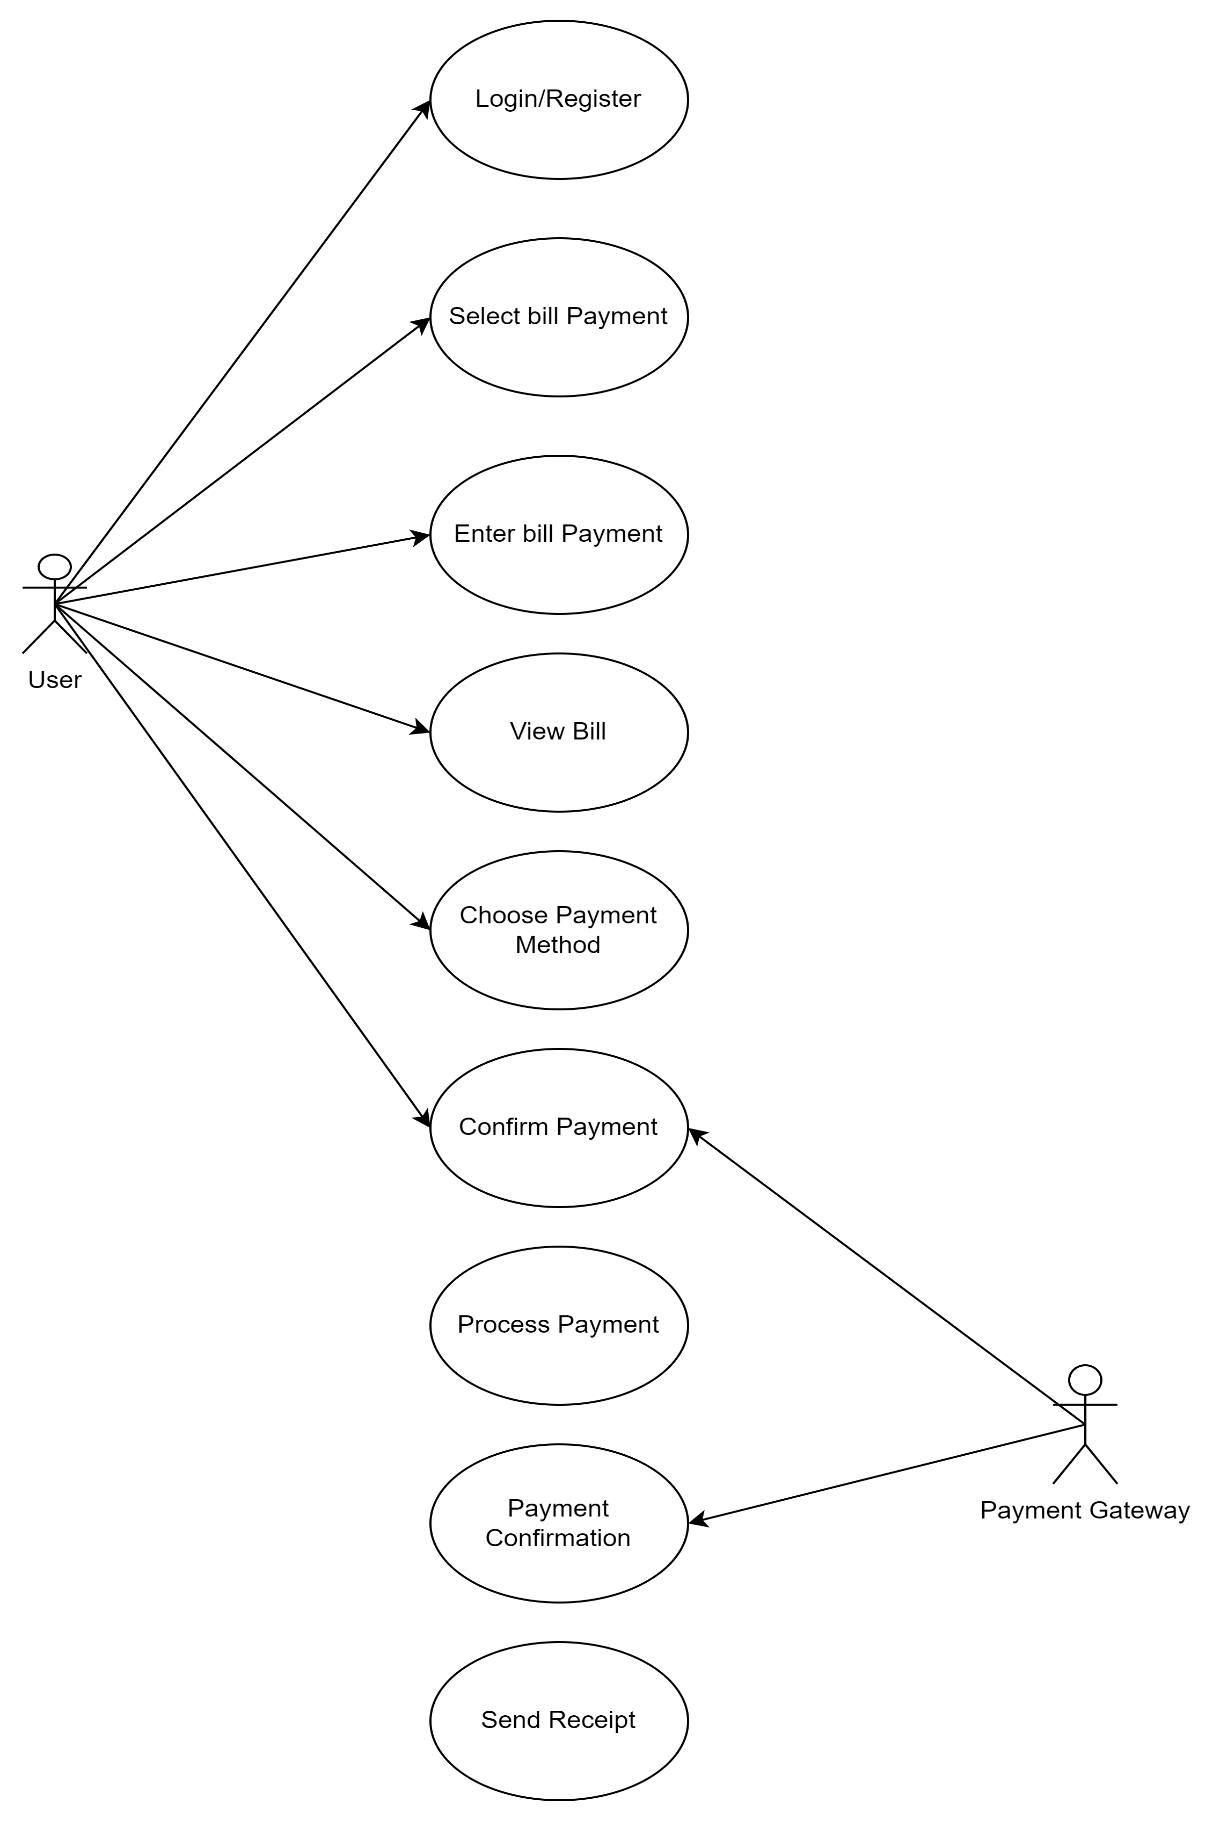 Login/Register
Select bill Payment
Enter bill Payment
User
View Bill
Choose Payment
Method
Confirm Payment
Process Payment
Payment
Confirmation
Payment Gateway
Send Receipt